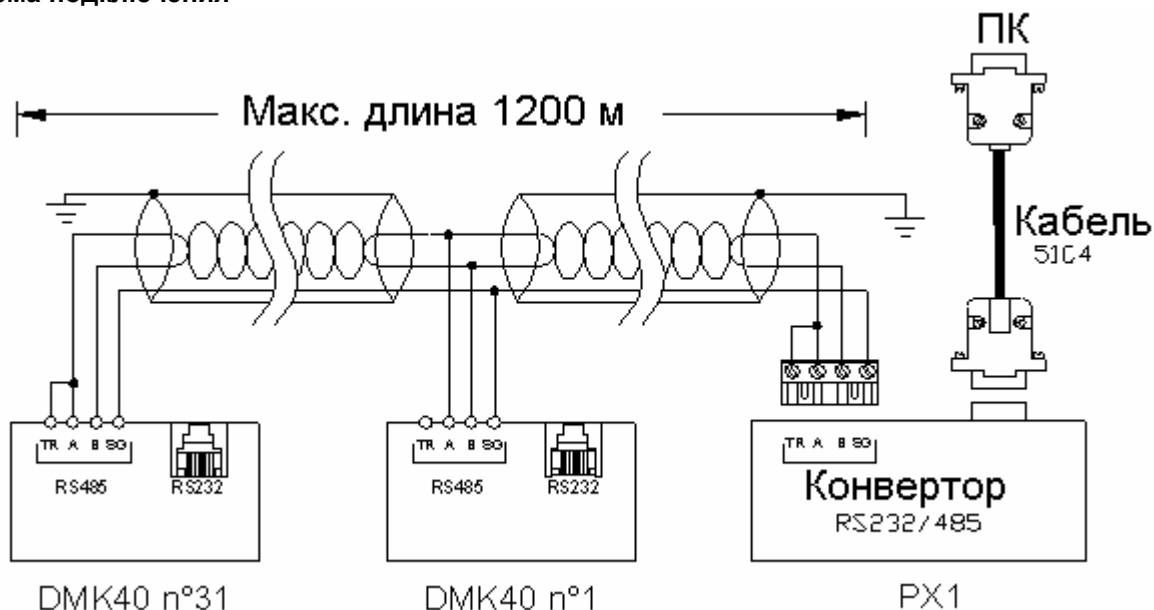 ПК
Макс. длина 1200 м
Кабель
51C4
TR A B SG
RS485
RS232
TR A B SG
RS485
RS232
TR A B SG
Конвертор
RS232/485
DMK40 n°31
DMK40 n°1
PX1